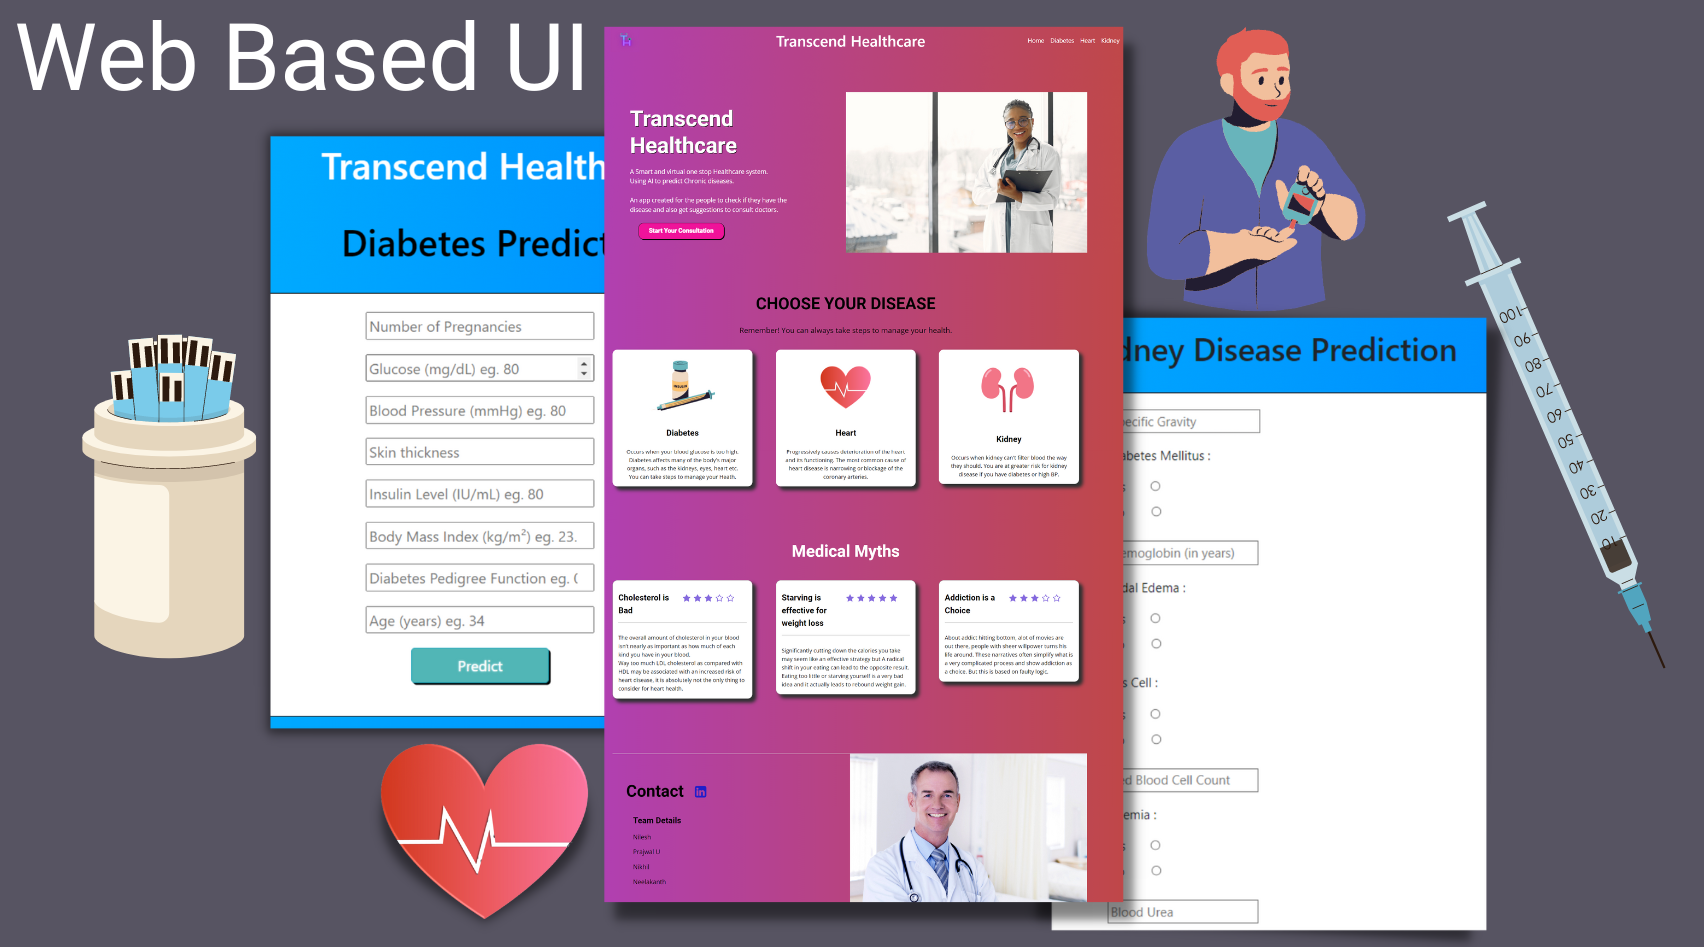 Web Based UI
Transcend Health
Diabetes Predict
Number of Pregnancies
Glucose (mg/dL) eg. 80
Blood Pressure (mmHg) eg. 80
Skin thickness
Insulin Level (IU/mL) eg. 80
Body Mass Index (kg/m²) eg. 23.
Diabetes Pedigree Function eg. (
Age (years) eg. 34
Predict
Transcend Healthcare
Home Diabetes Heart Kidney
Transcend
Healthcare
A Smart and virtual one stop Healthcare system.
Using AI to predict Chronic diseases.
An app created for the people to check if they have the
disease and also get suggestions to consult doctors.
Start Your Consultation
CHOOSE YOUR DISEASE
Remember! You can always take steps to manage your health.
INSULIN
Diabetes
Occurs when your blood glucose is too high.
Diabetes affects many of the body's major
organs, such as the kidneys, eyes, heart etc.
You can take steps to manage your Heath.
Heart
Progressively causes deterioration of the heart
and its functioning. The most common cause of
heart disease is narrowing or blockage of the
coronary arteries.
Kidney
Occurs when kidney can't filter blood the way
they should. You are at greater risk for kidney
disease if you have diabetes or high BP.
Medical Myths
Cholesterol is
Bad
The overall amount of cholesterol in your blood
isn't nearly as important as how much of each
kind you have in your blood.
Way too much LDL cholesterol as compared with
HDL may be associated with an increased risk of
heart disease, it is absolutely not the only thing to
consider for heart health.
Starving is
effective for
weight loss
Significantly cutting down the calories you take
may seem like an effective strategy but A radical
shift in your eating can lead to the opposite result.
Eating too little or starving yourself is a very bad
idea and it actually leads to rebound weight gain.
Addiction is a
Choice
About addict hitting bottom, alot of movies are
out there, people with sheer willpower turns his
life around. These narratives often simplify what is
a very complicated process and show addiction as
a choice. But this is based on faulty logic.
Contact
Team Details
Nilesh
Prajwal U
Nikhil
Neelakanth
dney Disease Prediction
ecific Gravity
abetes Mellitus :
s
emoglobin (in years)
dal Edema :
s
s Cell :
s
ed Blood Cell Count
emia :
s
Blood Urea
100
90
80
70
60
50
40
30
20
10